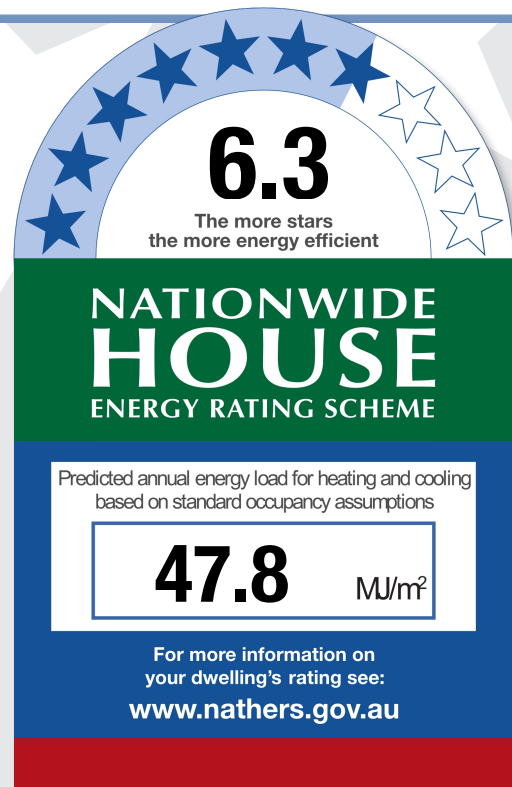 6.3
The more stars
the more energy efficient
NATIONWIDE
HOUSE
ENERGY RATING SCHEME
Predicted annual energy load for heating and cooling
based on standard occupancy assumptions
47.8 MJ/m²
For more information on
your dwelling's rating see:
www.nathers.gov.au